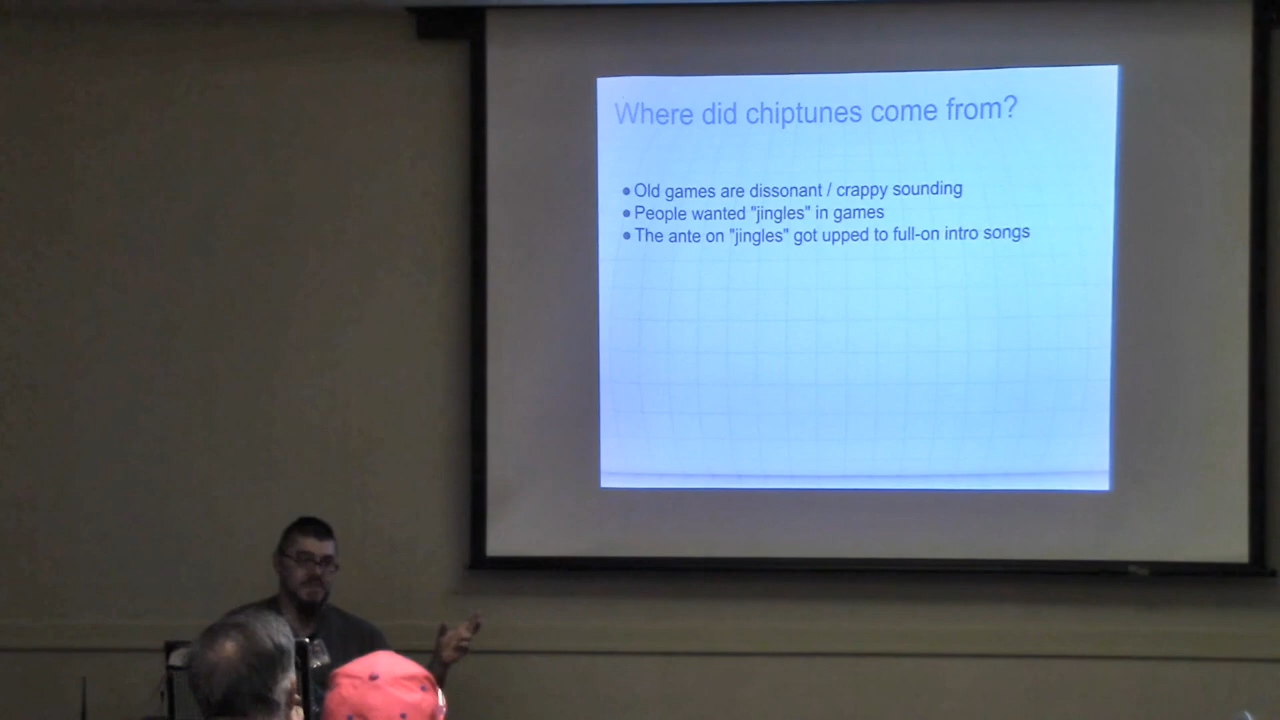 Where did chiptunes come from?
• Old games are dissonant / crappy sounding
• People wanted "jingles" in games
• The ante on "jingles" got upped to full-on intro songs